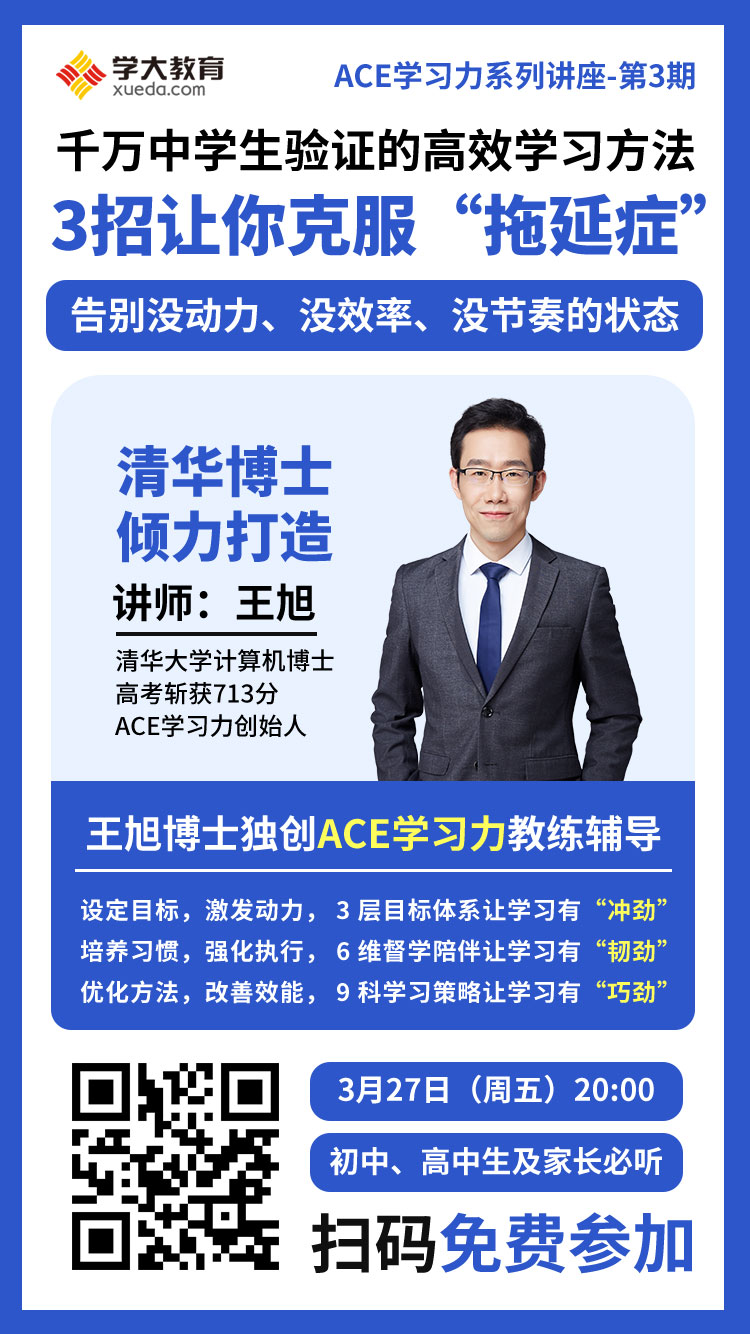 学大教育
xueda.com
ACE学习力系列讲座-第3期
千万中学生验证的高效学习方法
3招让你克服“拖延症”
告别没动力、没效率、没节奏的状态
清华博士
倾力打造
讲师：王旭
清华大学计算机博士
高考斩获713分
ACE学习力创始人
王旭博士独创ACE学习力教练辅导
设定目标，激发动力， 3 层目标体系让学习有“冲劲”
培养习惯，强化执行， 6 维督学陪伴让学习有“韧劲”
优化方法，改善效能， 9 科学习策略让学习有“巧劲”
3月27日（周五）20:00
初中、高中生及家长必听
扫码免费参加